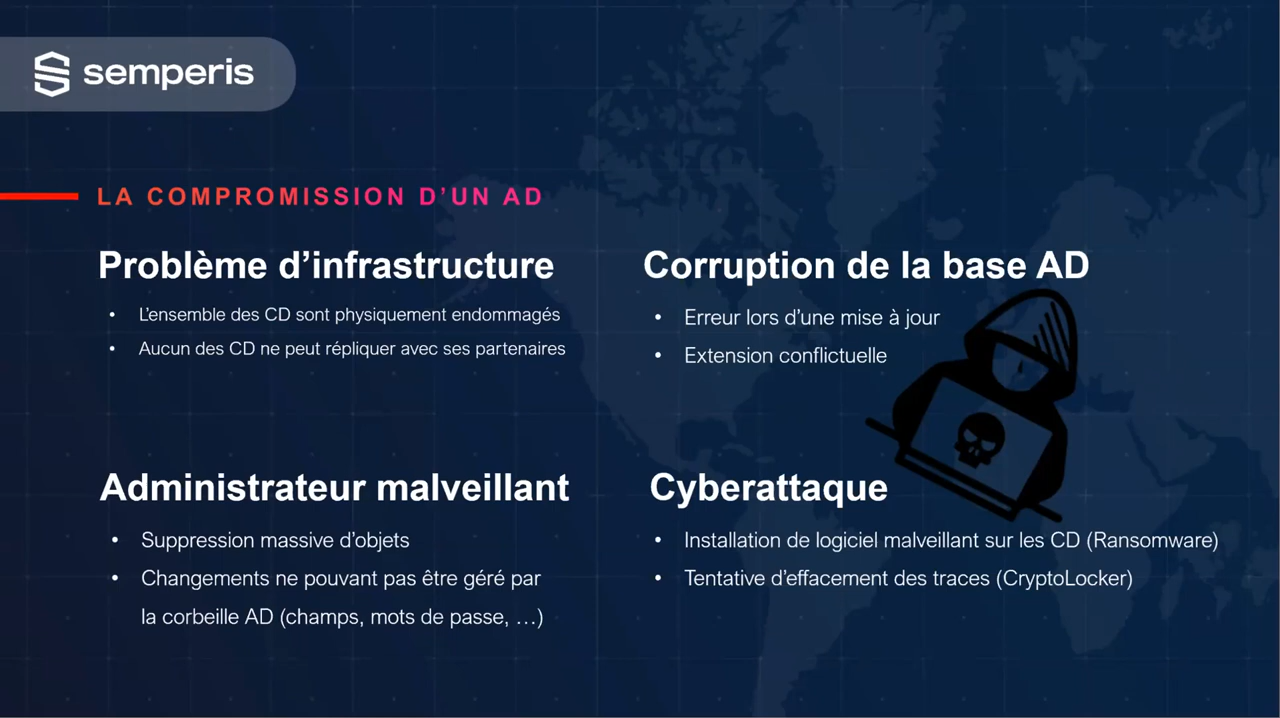 semperis
LA COMPROMISSION D’UN AD
Problème d’infrastructure
• L’ensemble des CD sont physiquement endommagés
• Aucun des CD ne peut répliquer avec ses partenaires
Corruption de la base AD
• Erreur lors d’une mise à jour
• Extension conflictuelle
Administrateur malveillant
• Suppression massive d’objets
• Changements ne pouvant pas être géré par
la corbeille AD (champs, mots de passe, …)
Cyberattaque
• Installation de logiciel malveillant sur les CD (Ransomware)
• Tentative d’effacement des traces (CryptoLocker)